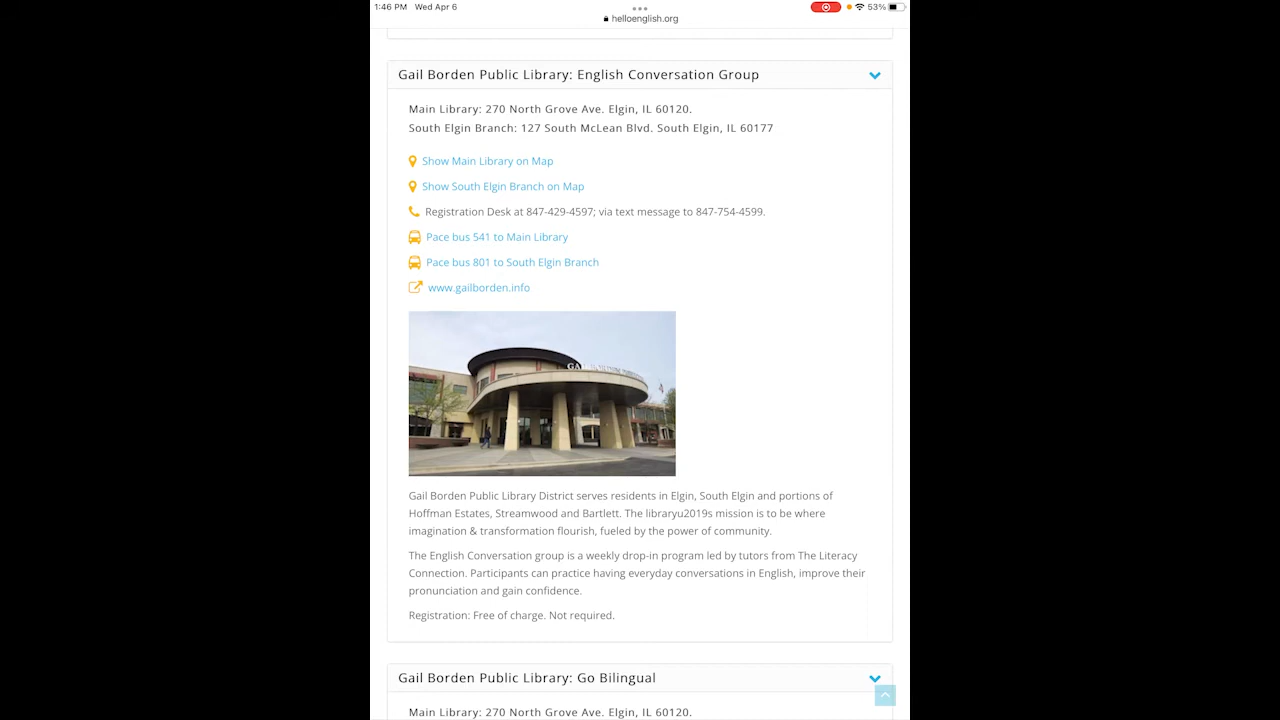 1:46 PM Wed Apr 6
53%
helloenglish.org
Gail Borden Public Library: English Conversation Group
Main Library: 270 North Grove Ave. Elgin, IL 60120.
South Elgin Branch: 127 South McLean Blvd. South Elgin, IL 60177
Show Main Library on Map
Show South Elgin Branch on Map
Registration Desk at 847-429-4597; via text message to 847-754-4599.
Pace bus 541 to Main Library
Pace bus 801 to South Elgin Branch
www.gailborden.info
Gail Borden Public Library District serves residents in Elgin, South Elgin and portions of
Hoffman Estates, Streamwood and Bartlett. The libraryu2019s mission is to be where
imagination & transformation flourish, fueled by the power of community.
The English Conversation group is a weekly drop-in program led by tutors from The Literacy
Connection. Participants can practice having everyday conversations in English, improve their
pronunciation and gain confidence.
Registration: Free of charge. Not required.
Gail Borden Public Library: Go Bilingual
Main Library: 270 North Grove Ave. Elgin, IL 60120.